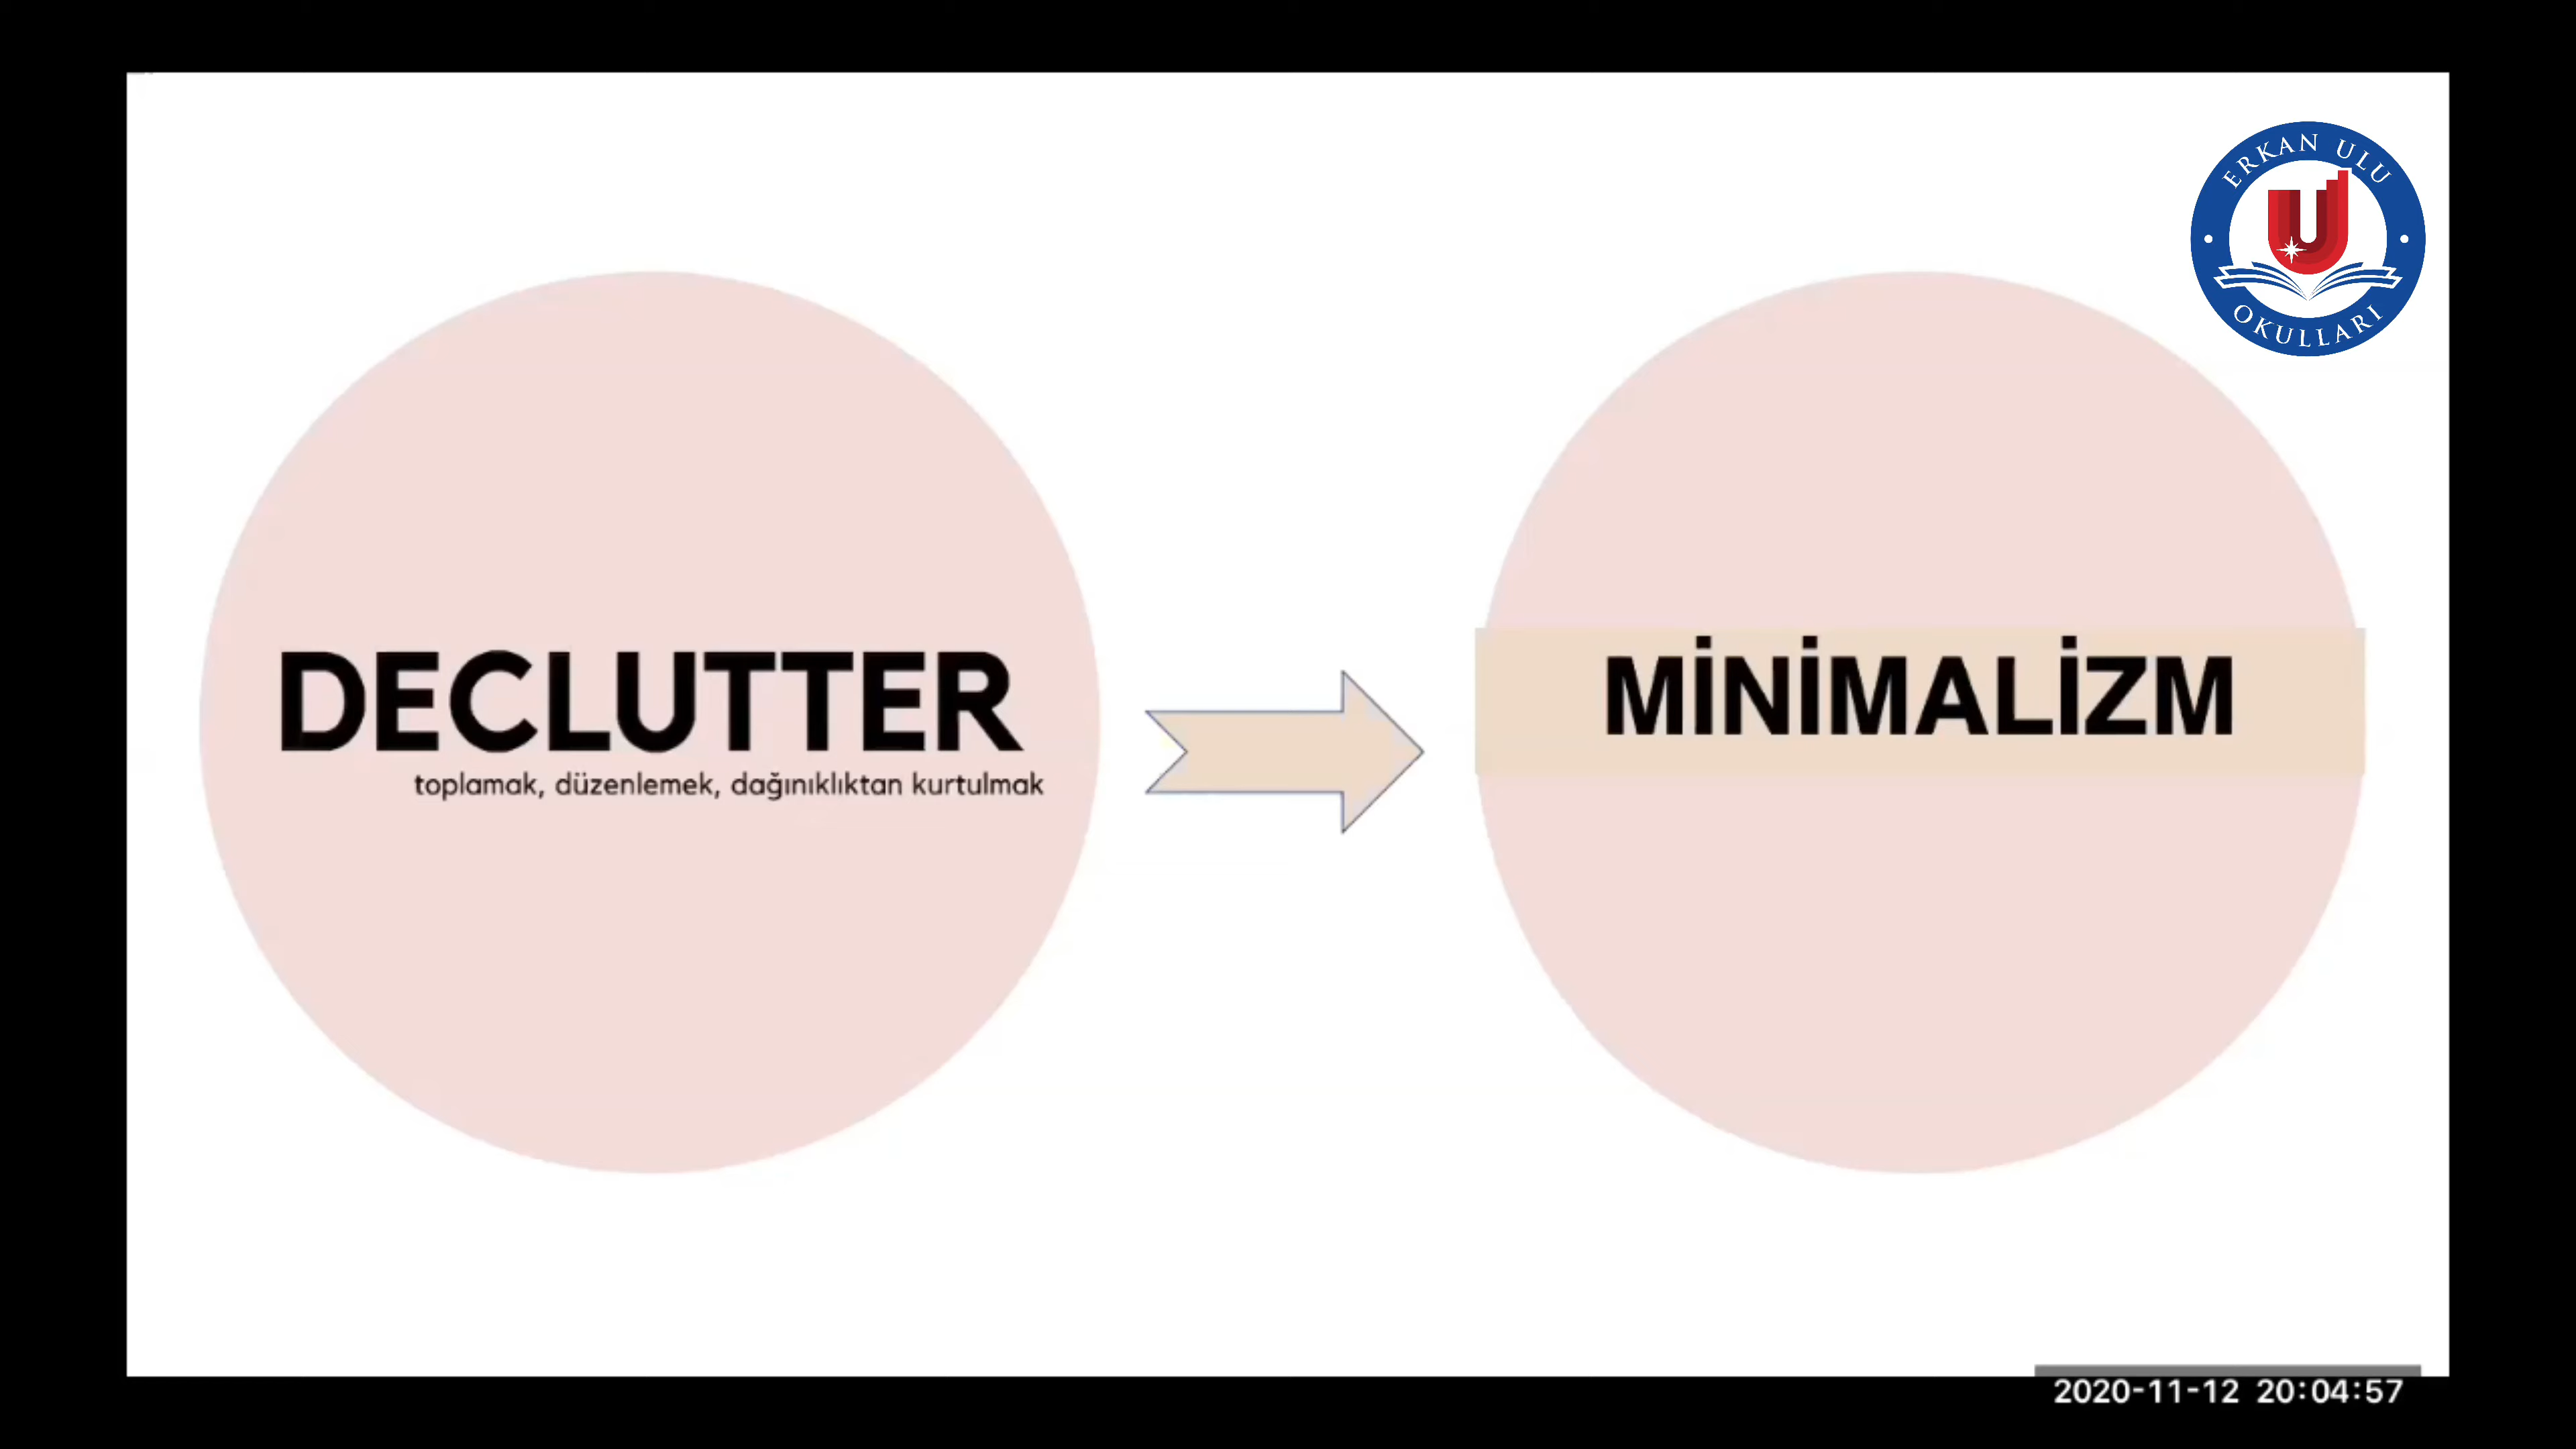 ERKAN ULU
OKULLARI
DECLUTTER
toplamak, düzenlemek, dağınıklıktan kurtulmak
MİNİMALİZM
2020-11-12 20:04:57